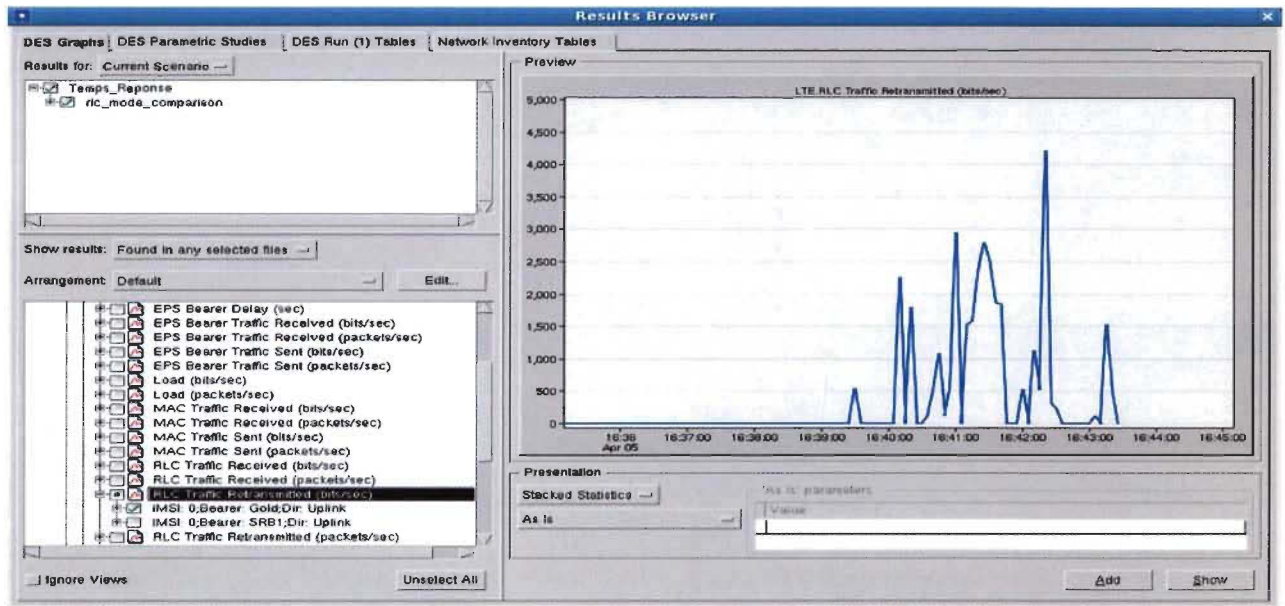 Results Browser
DES Graphs DES Parametric Studies DES Run (1) Tables Network Inventory Tables
Results for: Current Scenario
Temps_Reponse
rlc_mode_comparison
Show results: Found in any selected files
Arrangement: Default Edit...
EPS Bearer Delay (sec)
EPS Bearer Traffic Received (bits/sec)
EPS Bearer Traffic Received (packets/sec)
EPS Bearer Traffic Sent (bits/sec)
EPS Bearer Traffic Sent (packets/sec)
Load (bits/sec)
Load (packets/sec)
MAC Traffic Received (bits/sec)
MAC Traffic Received (packets/sec)
MAC Traffic Sent (bits/sec)
MAC Traffic Sent (packets/sec)
RLC Traffic Received (bits/sec)
RLC Traffic Received (packets/sec)
RLC Traffic Retransmitted (bits/sec)
IMSI: 0;Bearer: Gold;Dir: Uplink
IMSI: 0;Bearer: SRB1;Dir: Uplink
RLC Traffic Retransmitted (packets/sec)
Ignore Views Unselect All
Preview
LTE.RLC Traffic Retransmitted (bits/sec)
5,000
4,500
4,000
3,500
3,000
2,500
2,000
1,500
1,000
500
0
16:36 16:37:00 16:38:00 16:39:00 16:40:00 16:41:00 16:42:00 16:43:00 16:44:00 16:45:00
Apr 05
Presentation
Stacked Statistics
As Is
'As Is' parameters
Value
Add Show